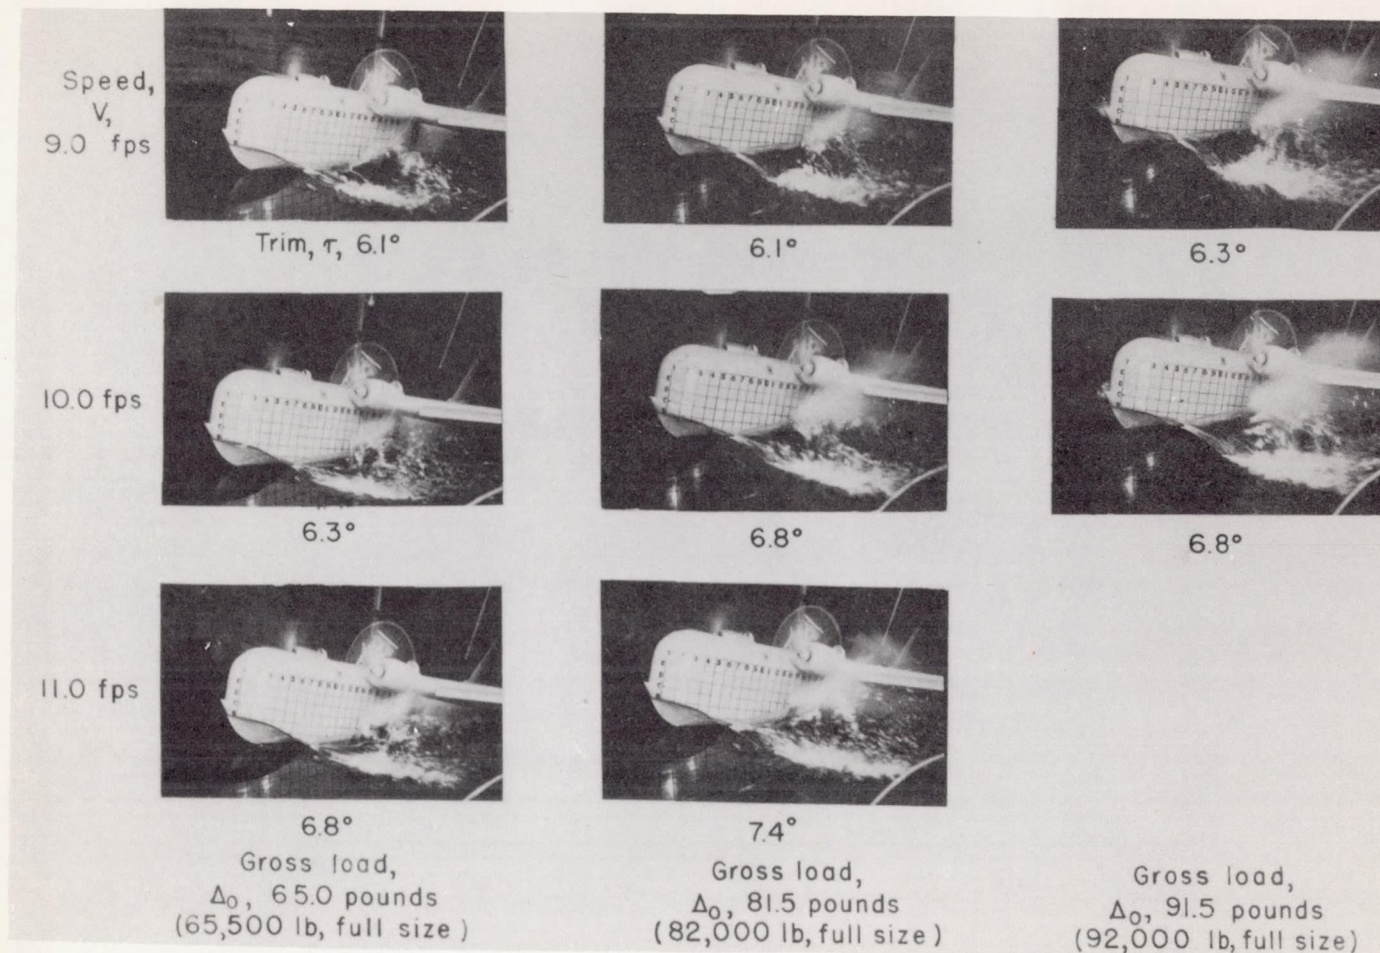 Speed,
V,
9.0 fps
Trim, τ, 6.1°
6.1°
6.3°
10.0 fps
6.3°
6.8°
6.8°
11.0 fps
6.8°
7.4°
Gross load,
Δ₀, 65.0 pounds
(65,500 lb, full size)
Gross load,
Δ₀, 81.5 pounds
(82,000 lb, full size)
Gross load,
Δ₀, 91.5 pounds
(92,000 lb, full size)